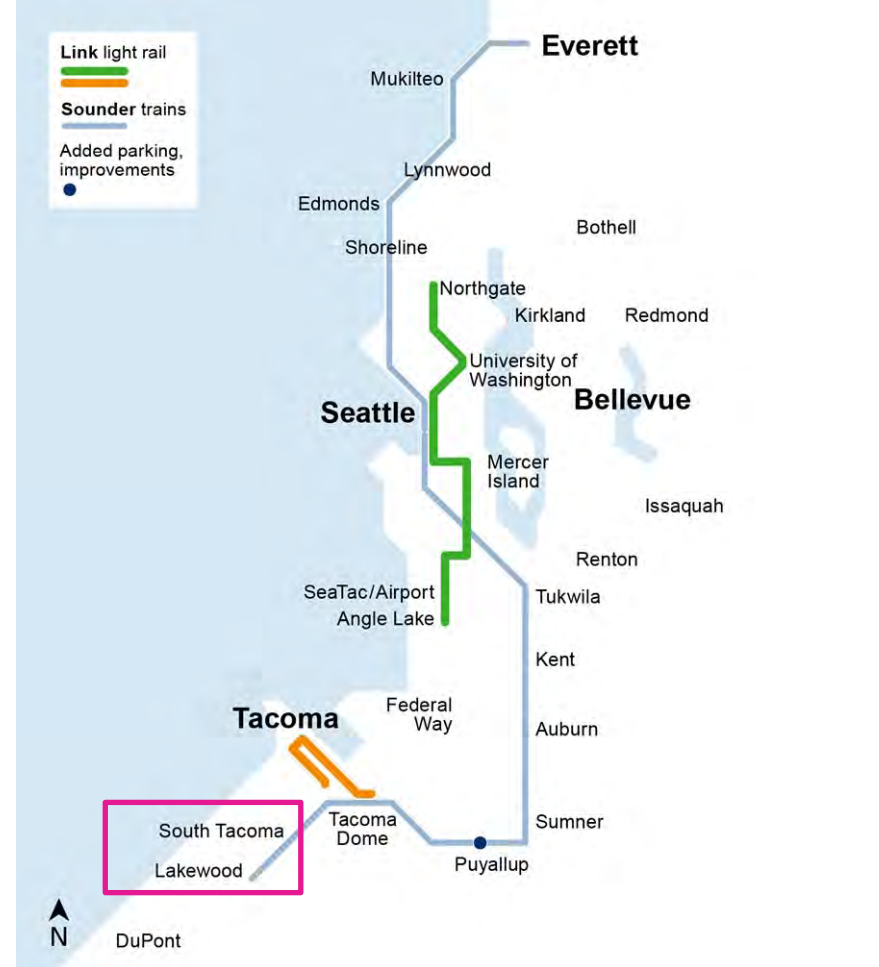 Link light rail
Sounder trains
Added parking,
improvements
Everett
Mukilteo
Lynnwood
Edmonds
Bothell
Shoreline
Northgate
Kirkland
Redmond
University of
Washington
Bellevue
Seattle
Mercer
Island
Issaquah
Renton
SeaTac/Airport
Tukwila
Angle Lake
Kent
Federal
Way
Tacoma
Auburn
Tacoma
Dome
Sumner
South Tacoma
Puyallup
Lakewood
N
DuPont